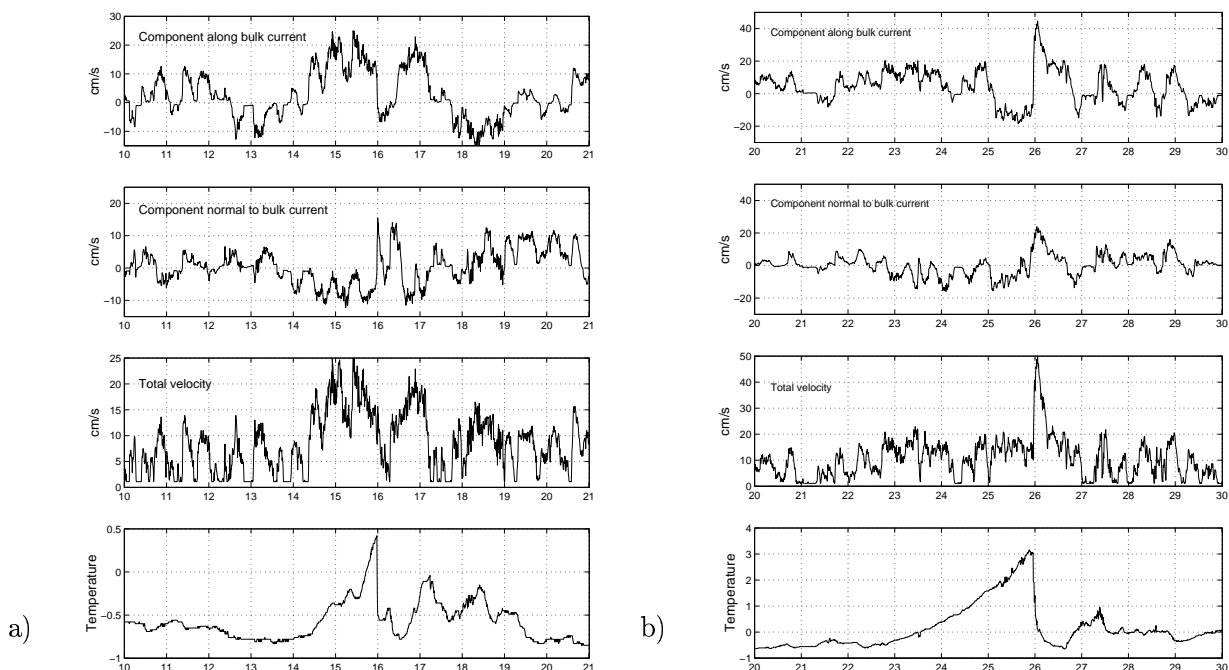 30
20
10
0
−10
cm/s
Component along bulk current
10 11 12 13 14 15 16 17 18 19 20 21
20
10
0
−10
cm/s
Component normal to bulk current
10 11 12 13 14 15 16 17 18 19 20 21
25
20
15
10
5
0
cm/s
Total velocity
10 11 12 13 14 15 16 17 18 19 20 21
0.5
0
−0.5
−1
Temperature
10 11 12 13 14 15 16 17 18 19 20 21
a)
40
20
0
−20
cm/s
Component along bulk current
20 21 22 23 24 25 26 27 28 29 30
40
20
0
−20
cm/s
Component normal to bulk current
20 21 22 23 24 25 26 27 28 29 30
50
40
30
20
10
0
cm/s
Total velocity
20 21 22 23 24 25 26 27 28 29 30
4
3
2
1
0
−1
Temperature
20 21 22 23 24 25 26 27 28 29 30
b)